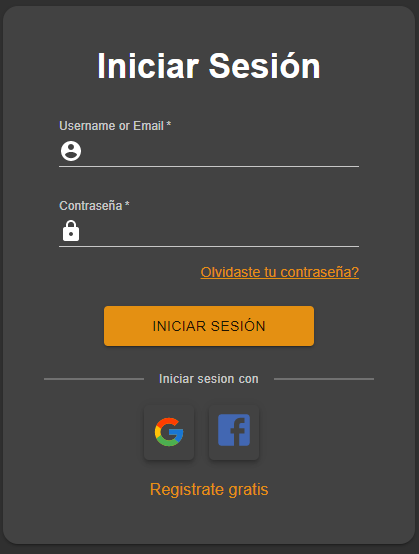 Iniciar Sesión
Username or Email *
Contraseña *
Olvidaste tu contraseña?
INICIAR SESIÓN
Iniciar sesion con
Registrate gratis